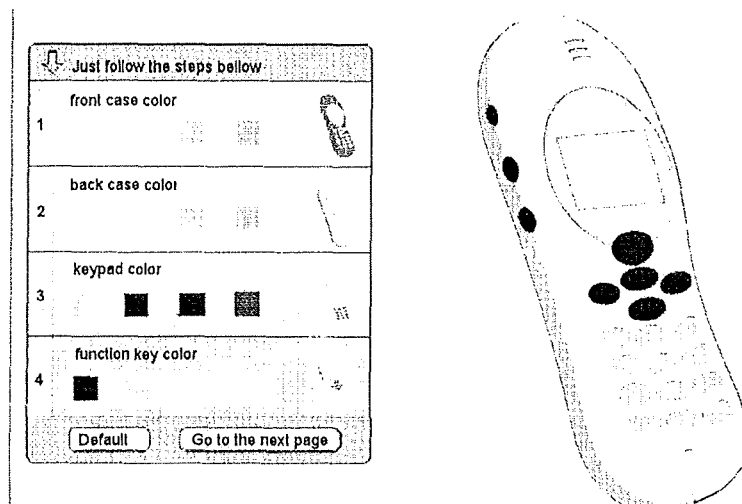 Just follow the steps bellow
1
front case color
2
back case color
3
keypad color
4
function key color
Default
Go to the next page